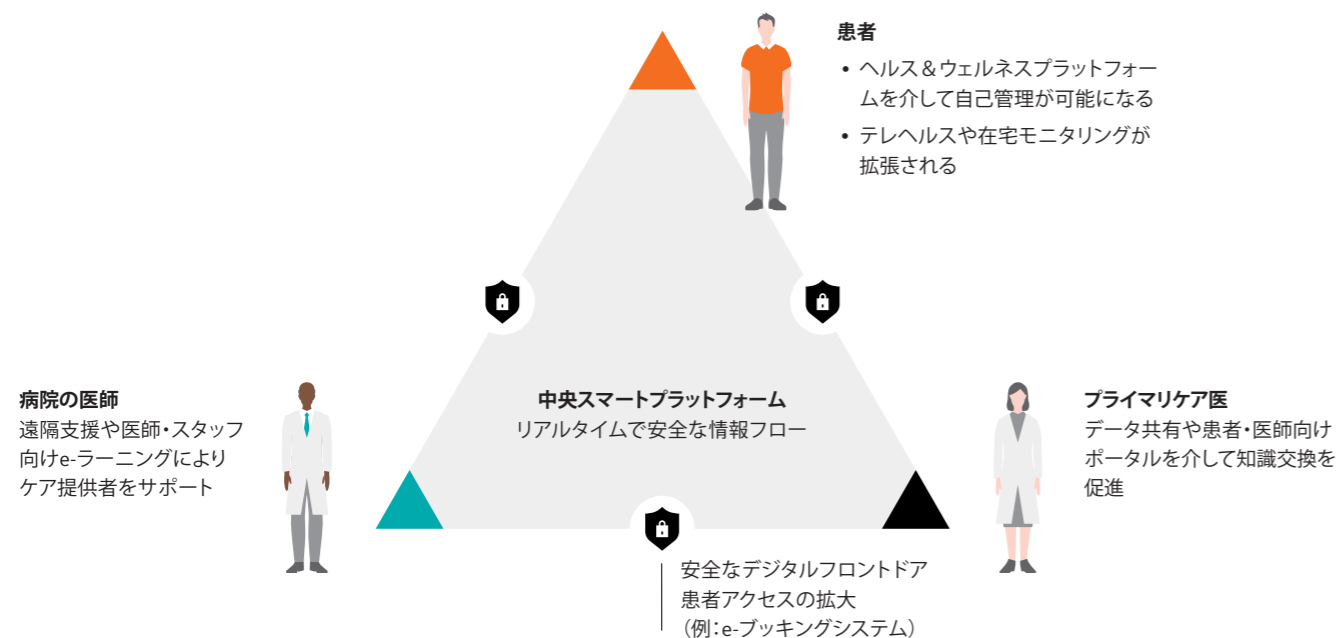 患者
• ヘルス＆ウェルネスプラットフォー
ムを介して自己管理が可能になる
• テレヘルスや在宅モニタリングが
拡張される
病院の医師
遠隔支援や医師・スタッフ
向けe-ラーニングにより
ケア提供者をサポート
中央スマートプラットフォーム
リアルタイムで安全な情報フロー
プライマリケア医
データ共有や患者・医師向け
ポータルを介して知識交換を
促進
安全なデジタルフロントドア
患者アクセスの拡大
（例：e-ブッキングシステム）